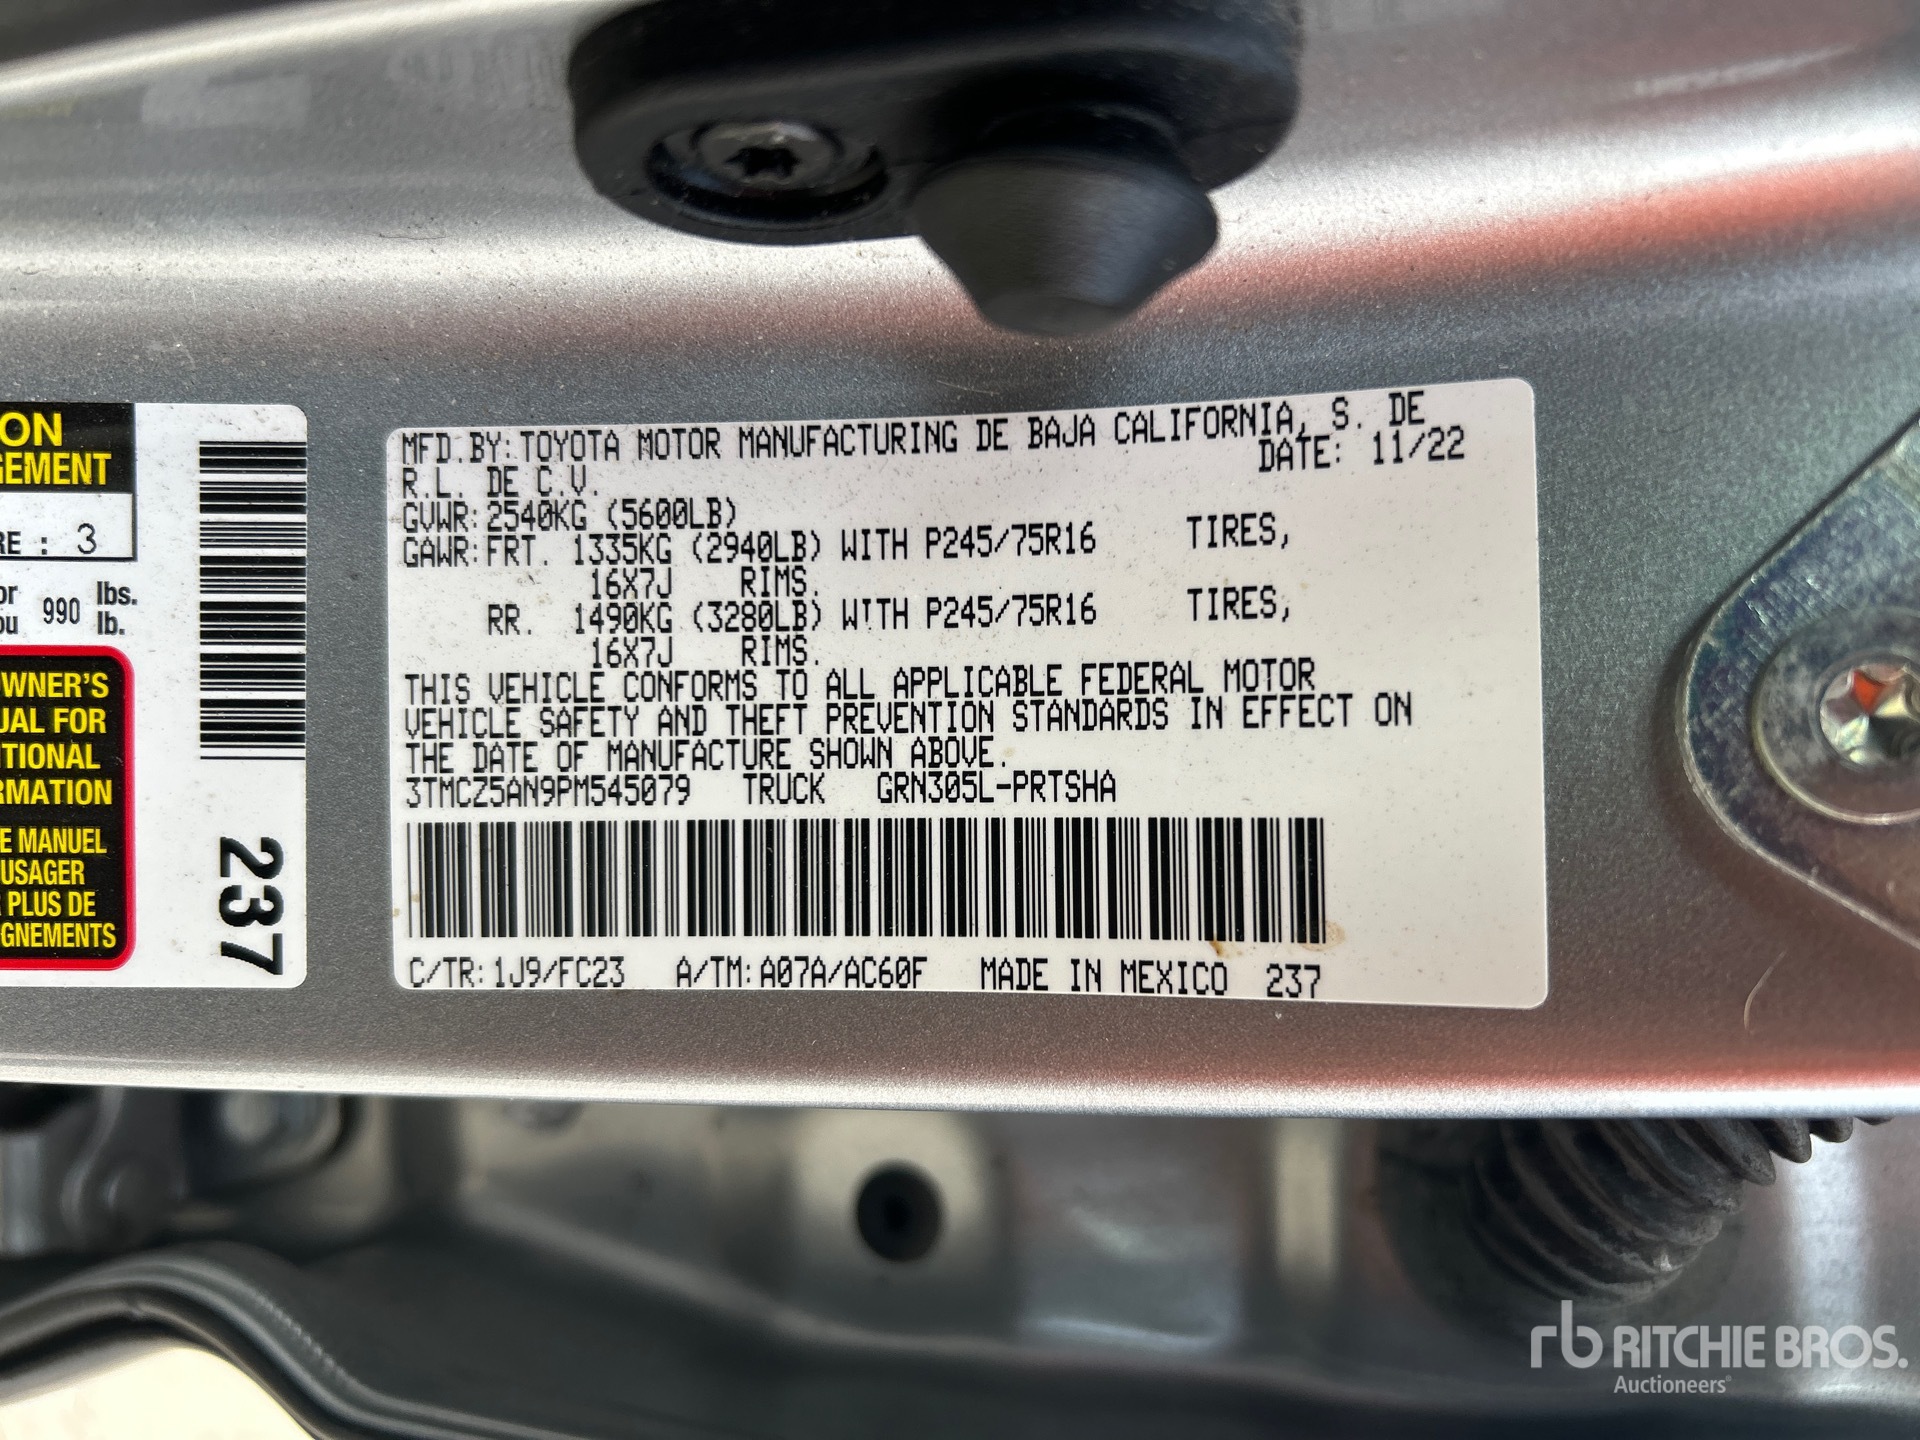 ON
GEMENT
RE : 3
or 990 lbs.
ou lb.
WNER'S
UAL FOR
ITIONAL
RMATION
E MANUEL
USAGER
R PLUS DE
GNEMENTS
237
MFD.BY:TOYOTA MOTOR MANUFACTURING DE BAJA CALIFORNIA, S. DE
R.L. DE C.V. DATE: 11/22
GVWR:2540KG (5600LB)
GAWR:FRT. 1335KG (2940LB) WITH P245/75R16 TIRES,
16X7J RIMS.
RR. 1490KG (3280LB) WITH P245/75R16 TIRES,
16X7J RIMS.
THIS VEHICLE CONFORMS TO ALL APPLICABLE FEDERAL MOTOR
VEHICLE SAFETY AND THEFT PREVENTION STANDARDS IN EFFECT ON
THE DATE OF MANUFACTURE SHOWN ABOVE.
3TMCZ5AN9PM545079 TRUCK GRN305L-PRTSHA
C/TR:1J9/FC23 A/TM:A07A/AC60F MADE IN MEXICO 237
rb RITCHIE BROS.
Auctioneers